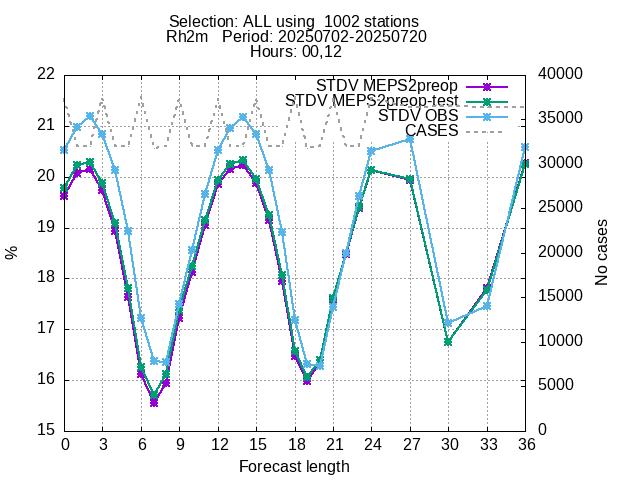 Selection: ALL using  1002 stations
Rh2m   Period: 20250702-20250720
Hours: 00,12
22
21
20
19
18
17
16
15
%
40000
35000
30000
25000
20000
15000
10000
5000
0
No cases
STDV MEPS2preop
STDV MEPS2preop-test
STDV OBS
CASES
0 3 6 9 12 15 18 21 24 27 30 33 36
Forecast length